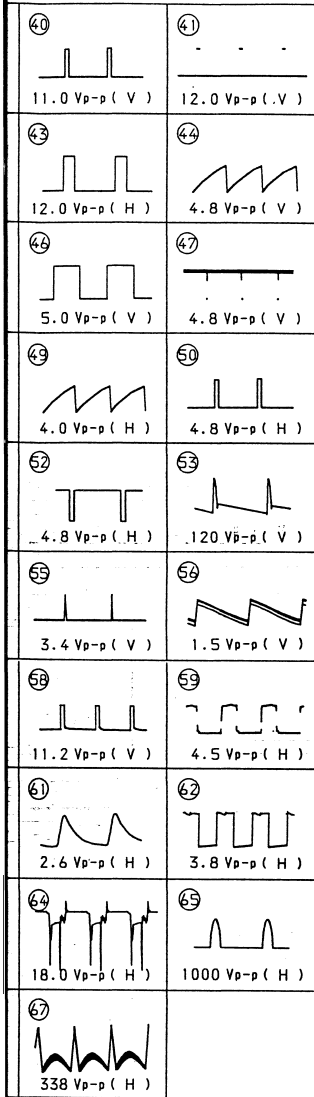 40 41
11.0 Vp-p ( V ) 12.0 Vp-p ( V )
43 44
12.0 Vp-p ( H ) 4.8 Vp-p ( V )
46 47
5.0 Vp-p ( V ) 4.8 Vp-p ( V )
49 50
4.0 Vp-p ( H ) 4.8 Vp-p ( H )
52 53
4.8 Vp-p ( H ) 120 Vp-p ( V )
55 56
3.4 Vp-p ( V ) 1.5 Vp-p ( V )
58 59
11.2 Vp-p ( V ) 4.5 Vp-p ( H )
61 62
2.6 Vp-p ( H ) 3.8 Vp-p ( H )
64 65
18.0 Vp-p ( H ) 1000 Vp-p ( H )
67
338 Vp-p ( H )